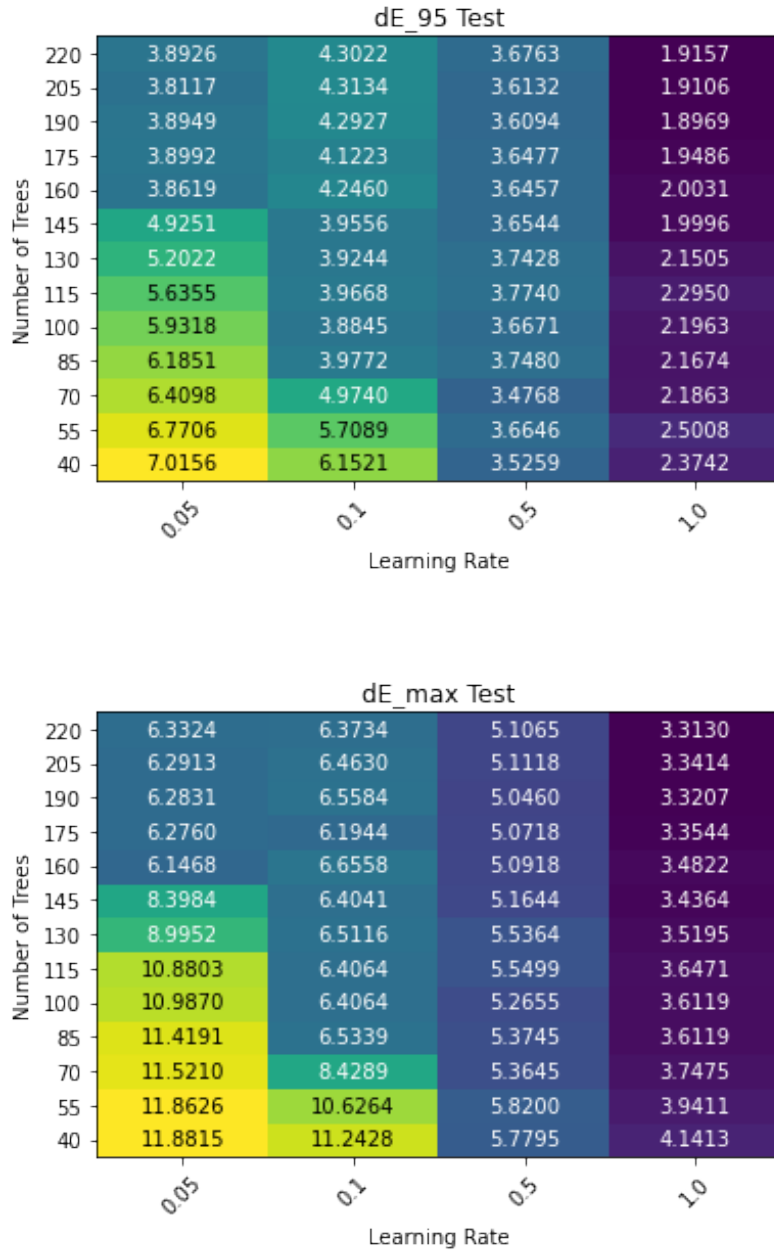 dE_95 Test
220 3.8926 4.3022 3.6763 1.9157
205 3.8117 4.3134 3.6132 1.9106
190 3.8949 4.2927 3.6094 1.8969
175 3.8992 4.1223 3.6477 1.9486
160 3.8619 4.2460 3.6457 2.0031
145 4.9251 3.9556 3.6544 1.9996
130 5.2022 3.9244 3.7428 2.1505
115 5.6355 3.9668 3.7740 2.2950
100 5.9318 3.8845 3.6671 2.1963
85 6.1851 3.9772 3.7480 2.1674
70 6.4098 4.9740 3.4768 2.1863
55 6.7706 5.7089 3.6646 2.5008
40 7.0156 6.1521 3.5259 2.3742
Number of Trees
0.05 0.1 0.5 1.0
Learning Rate
dE_max Test
220 6.3324 6.3734 5.1065 3.3130
205 6.2913 6.4630 5.1118 3.3414
190 6.2831 6.5584 5.0460 3.3207
175 6.2760 6.1944 5.0718 3.3544
160 6.1468 6.6558 5.0918 3.4822
145 8.3984 6.4041 5.1644 3.4364
130 8.9952 6.5116 5.5364 3.5195
115 10.8803 6.4064 5.5499 3.6471
100 10.9870 6.4064 5.2655 3.6119
85 11.4191 6.5339 5.3745 3.6119
70 11.5210 8.4289 5.3645 3.7475
55 11.8626 10.6264 5.8200 3.9411
40 11.8815 11.2428 5.7795 4.1413
Number of Trees
0.05 0.1 0.5 1.0
Learning Rate